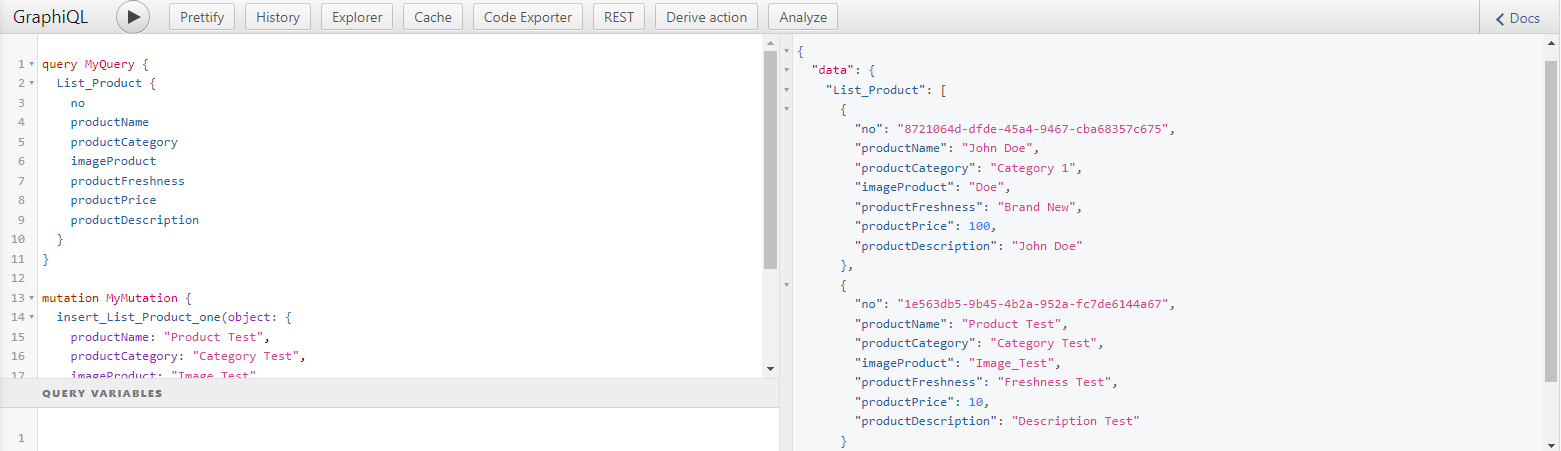 GraphiQL Prettify History Explorer Cache Code Exporter REST Derive action Analyze Docs
1 query MyQuery {
2 List_Product {
3 no
4 productName
5 productCategory
6 imageProduct
7 productFreshness
8 productPrice
9 productDescription
10 }
11 }
12
13 mutation MyMutation {
14 insert_List_Product_one(object: {
15 productName: "Product Test",
16 productCategory: "Category Test",
17 imageProduct: "Image_Test"
QUERY VARIABLES
1
{
"data": {
"List_Product": [
{
"no": "8721064d-dfde-45a4-9467-cba68357c675",
"productName": "John Doe",
"productCategory": "Category 1",
"imageProduct": "Doe",
"productFreshness": "Brand New",
"productPrice": 100,
"productDescription": "John Doe"
},
{
"no": "1e563db5-9b45-4b2a-952a-fc7de6144a67",
"productName": "Product Test",
"productCategory": "Category Test",
"imageProduct": "Image_Test",
"productFreshness": "Freshness Test",
"productPrice": 10,
"productDescription": "Description Test"
}